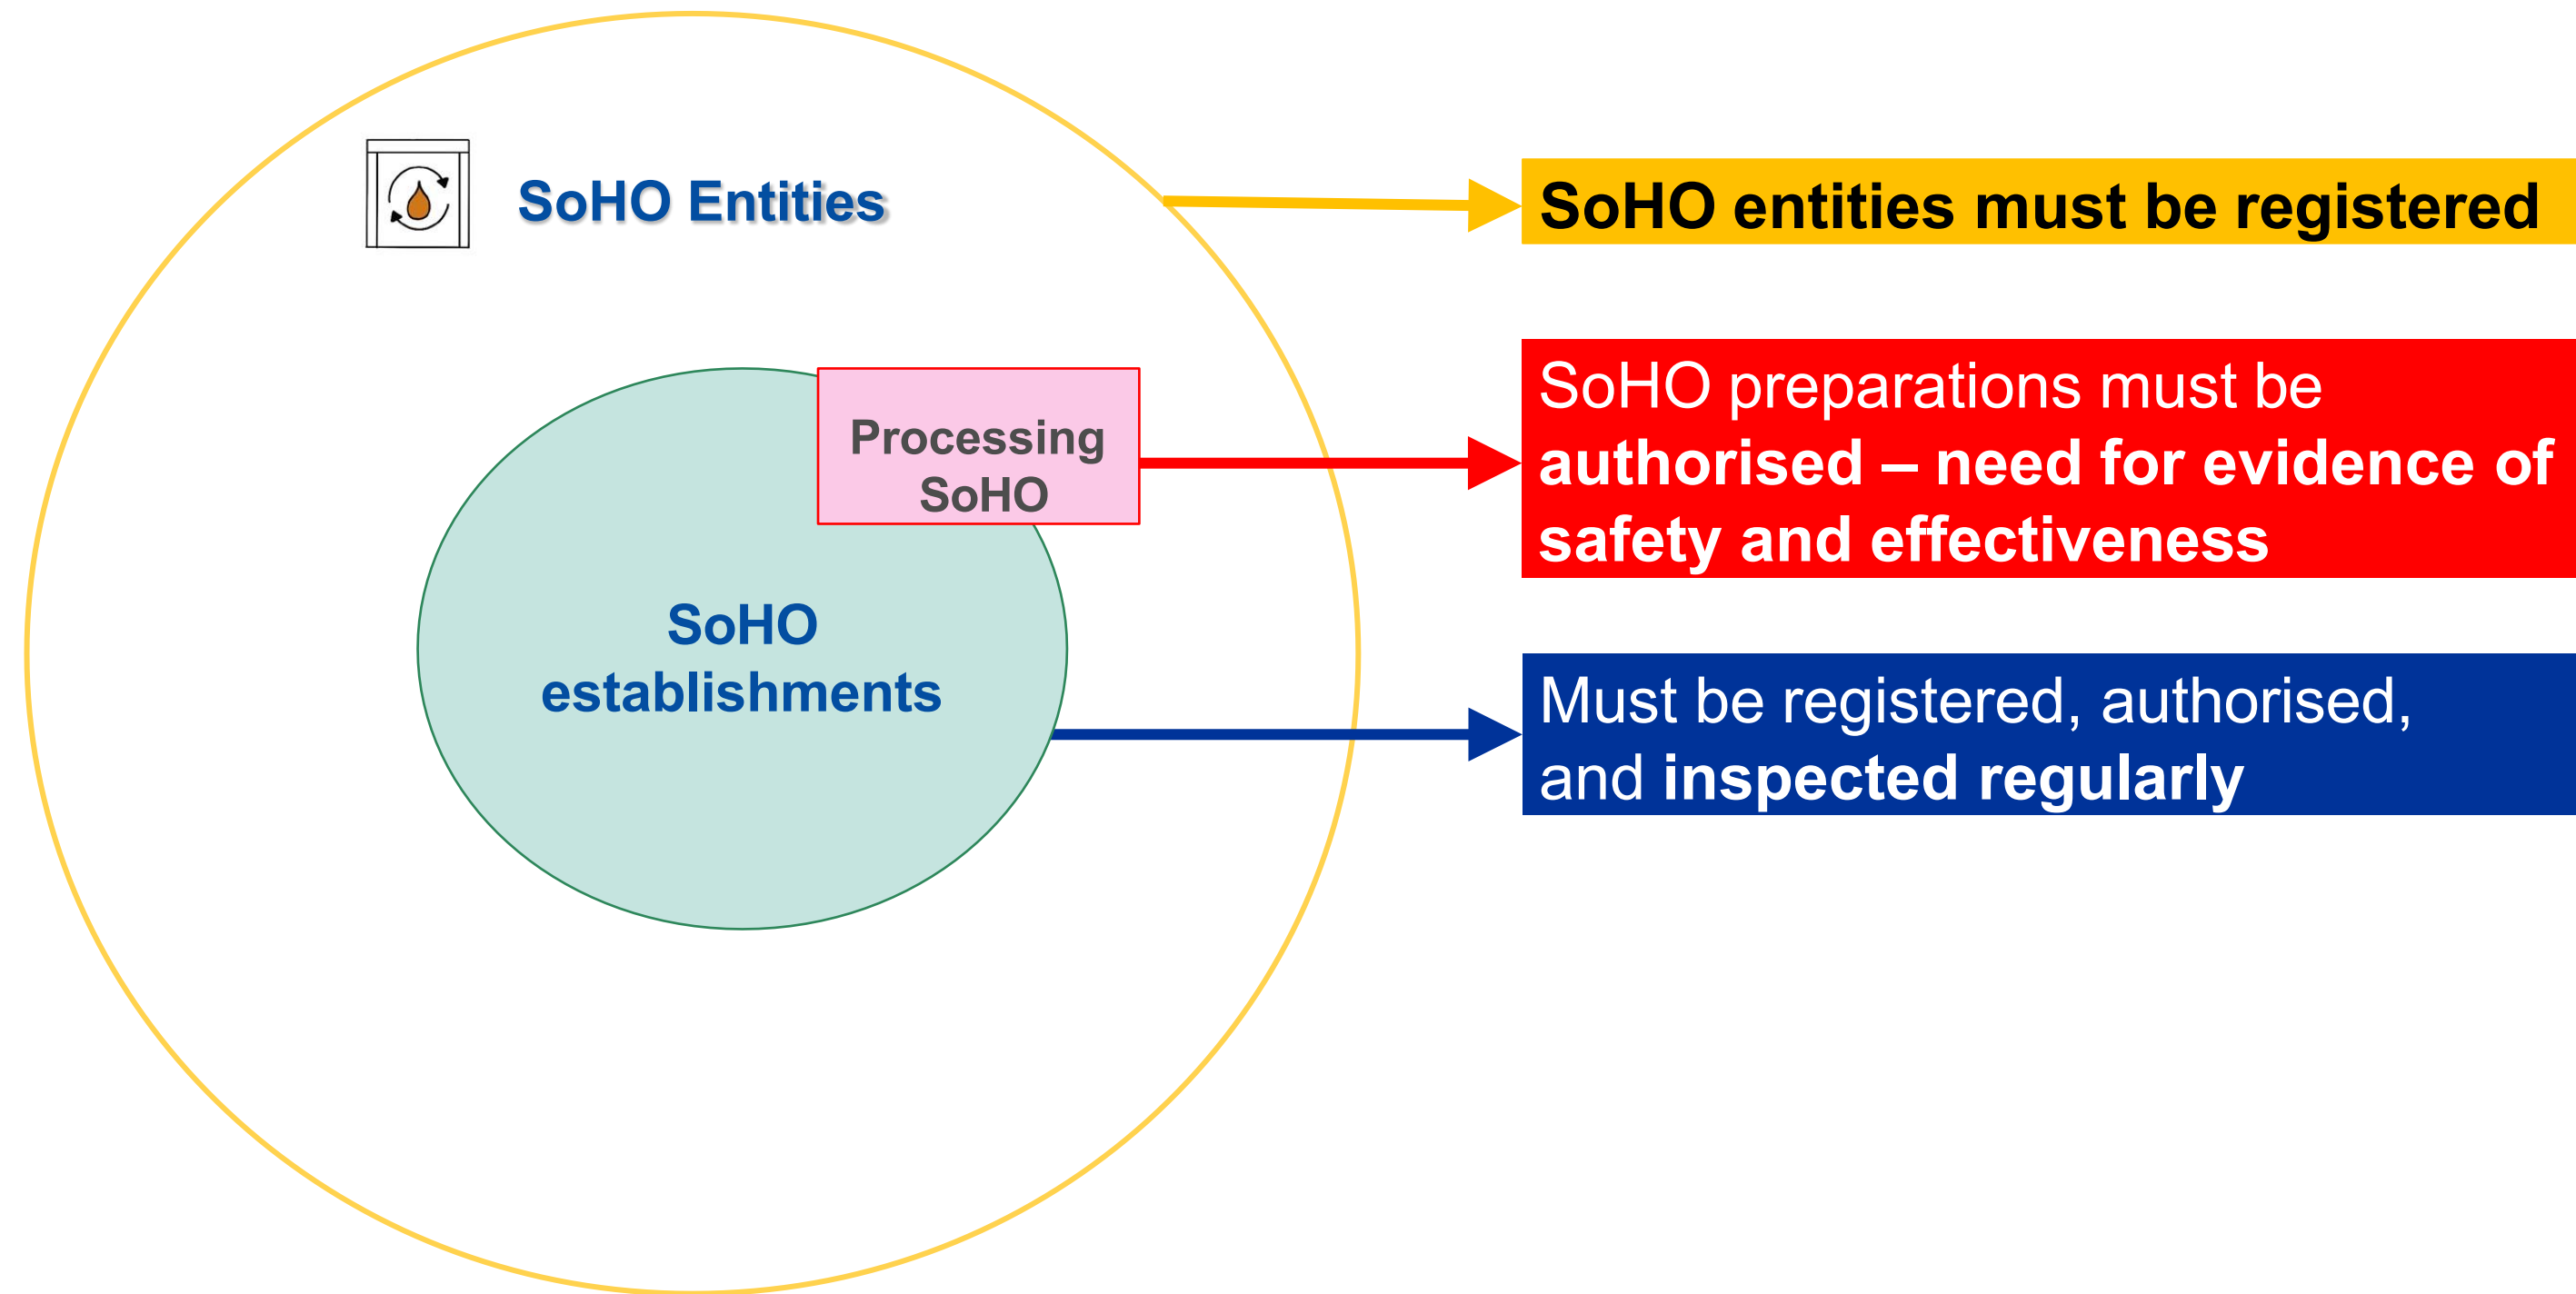 SoHO Entities
SoHO entities must be registered
Processing
SoHO
SoHO preparations must be
authorised – need for evidence of
safety and effectiveness
SoHO
establishments
Must be registered, authorised,
and inspected regularly